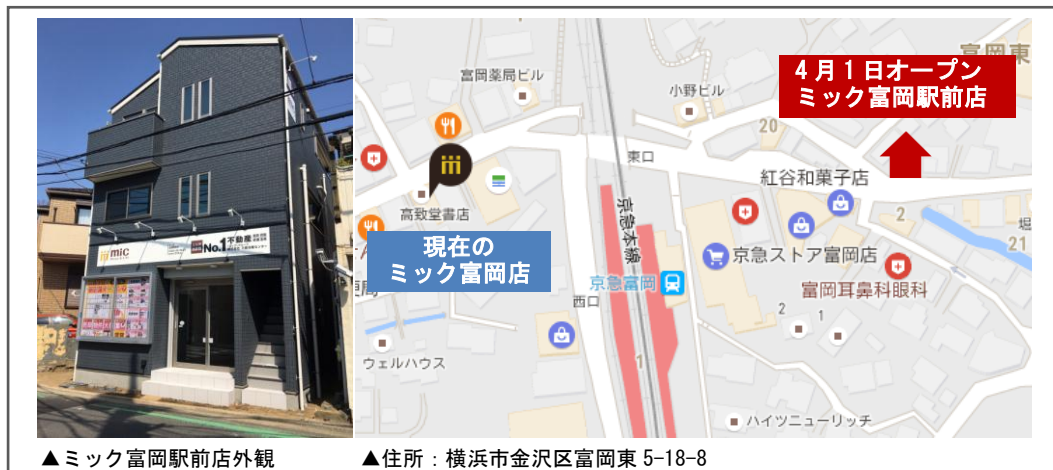 mic
No.1不動産
富岡薬局ビル
小野ビル
富岡東
4月1日オープン
ミック富岡駅前店
20
東口
紅谷和菓子店
高致堂書店
京急本線
2
堀
21
現在の
ミック富岡店
京急ストア富岡店
京急富岡
富岡耳鼻科眼科
西口
便局
2
1
ウェルハウス
1
ハイツニューリッチ
▲ミック富岡駅前店外観
▲住所：横浜市金沢区富岡東 5-18-8